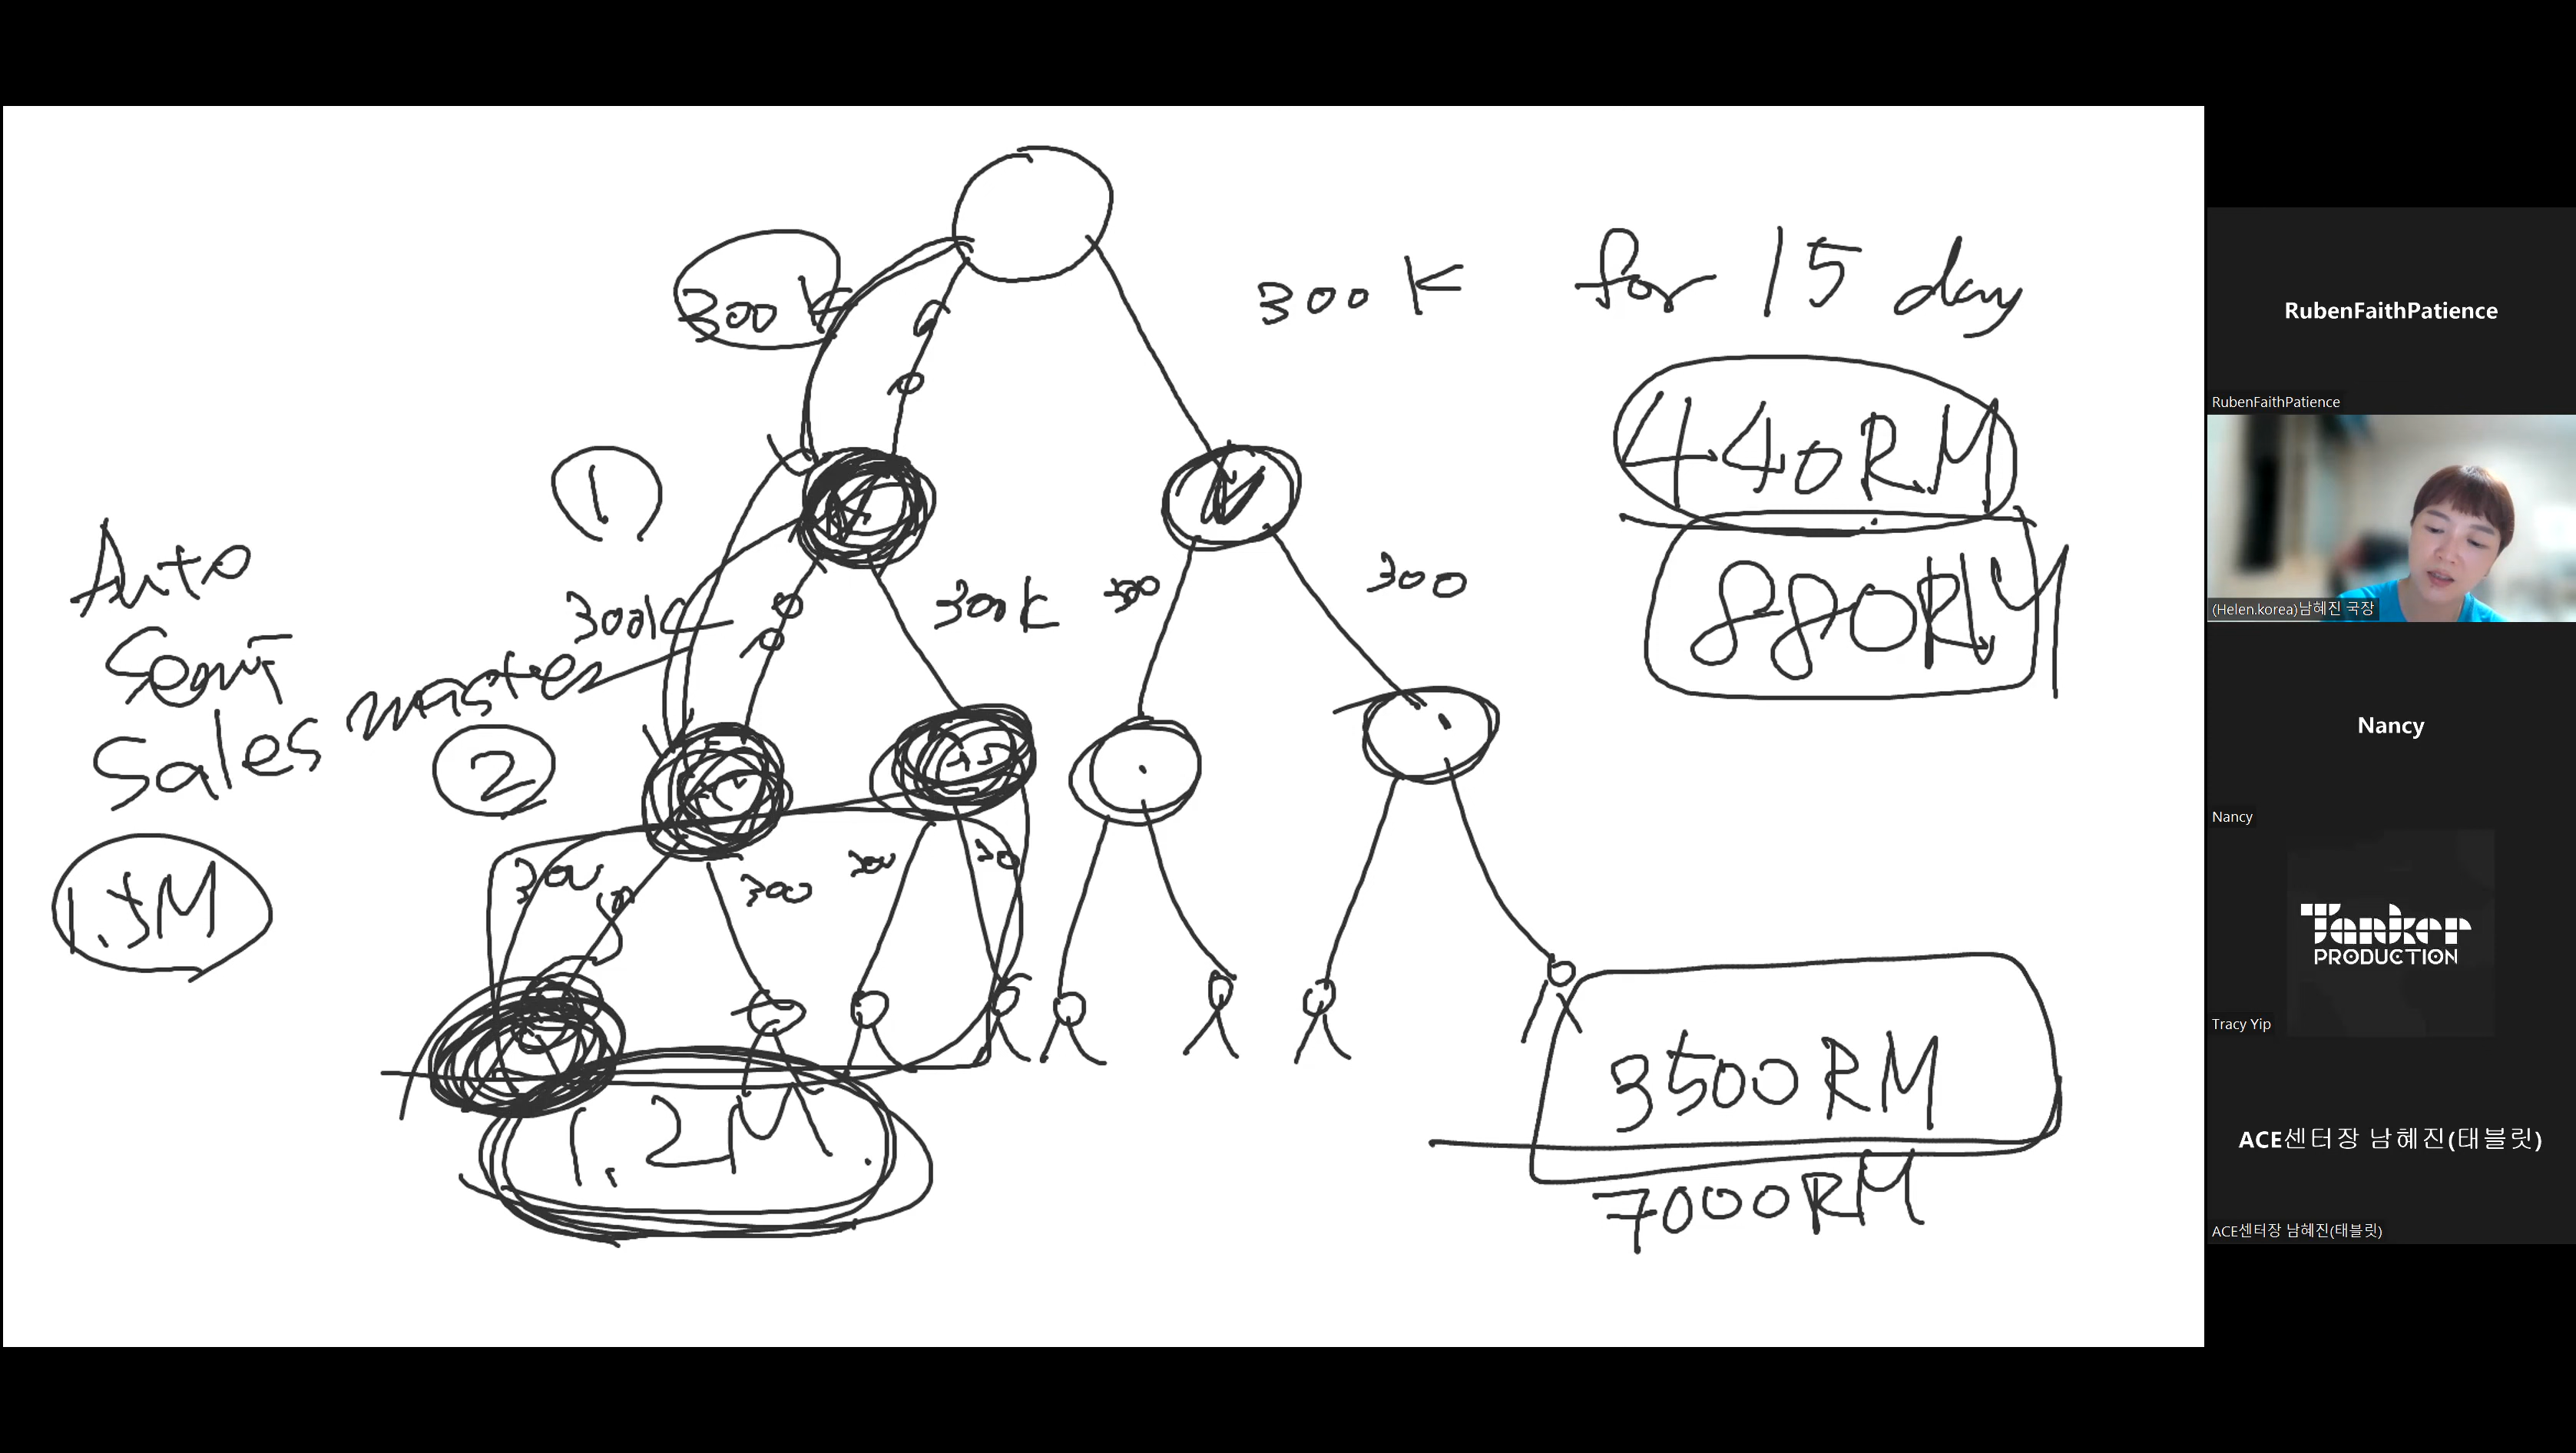 300K
300K for 15 day
440RM
880RM
1
Auto
Semi
Sales master
300K
300K
300
300
2
1.5M
300
300
300
1.2M
3500RM
7000RM
RubenFaithPatience
RubenFaithPatience
(Helen.korea)남혜진 국장
Nancy
Nancy
Tanker
PRODUCTION
Tracy Yip
ACE센터장 남혜진(태블릿)
ACE센터장 남혜진(태블릿)